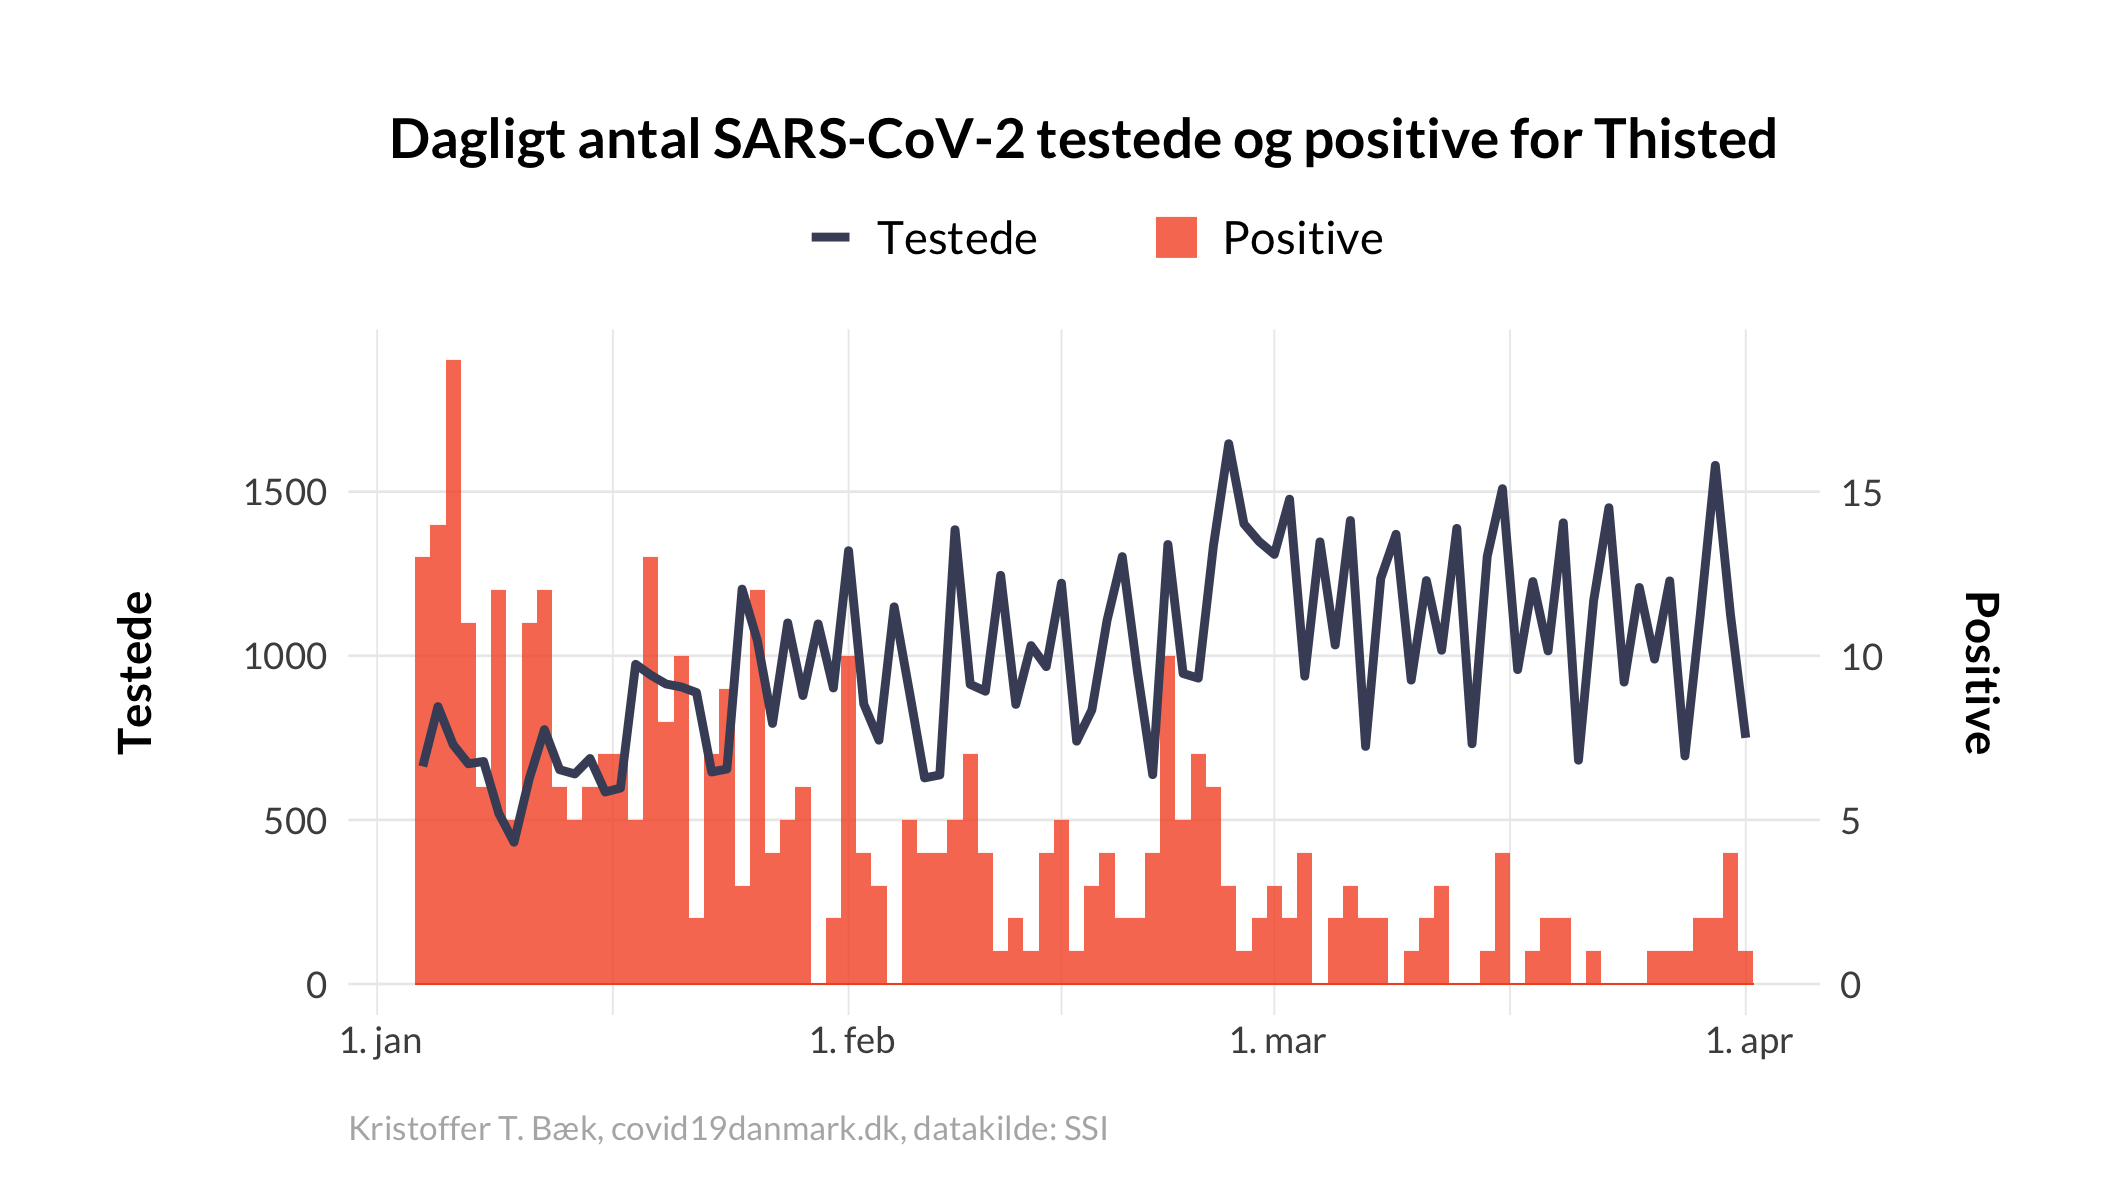 Dagligt antal SARS-CoV-2 testede og positive for Thisted
Testede Positive
1500 15
1000 10
500 5
0 0
Testede
Positive
1. jan 1. feb 1. mar 1. apr
Kristoffer T. Bæk, covid19danmark.dk, datakilde: SSI